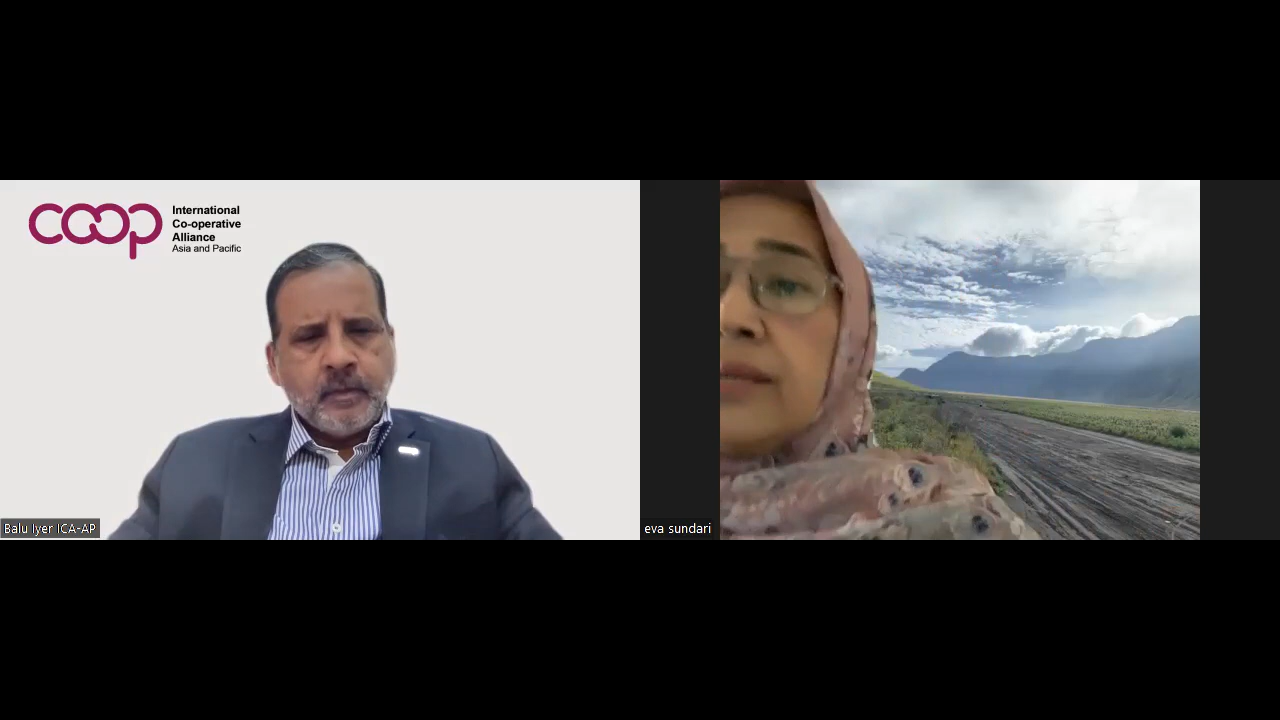 coop
International
Co-operative
Alliance
Asia and Pacific
Balu Iyer ICA-AP
eva sundari